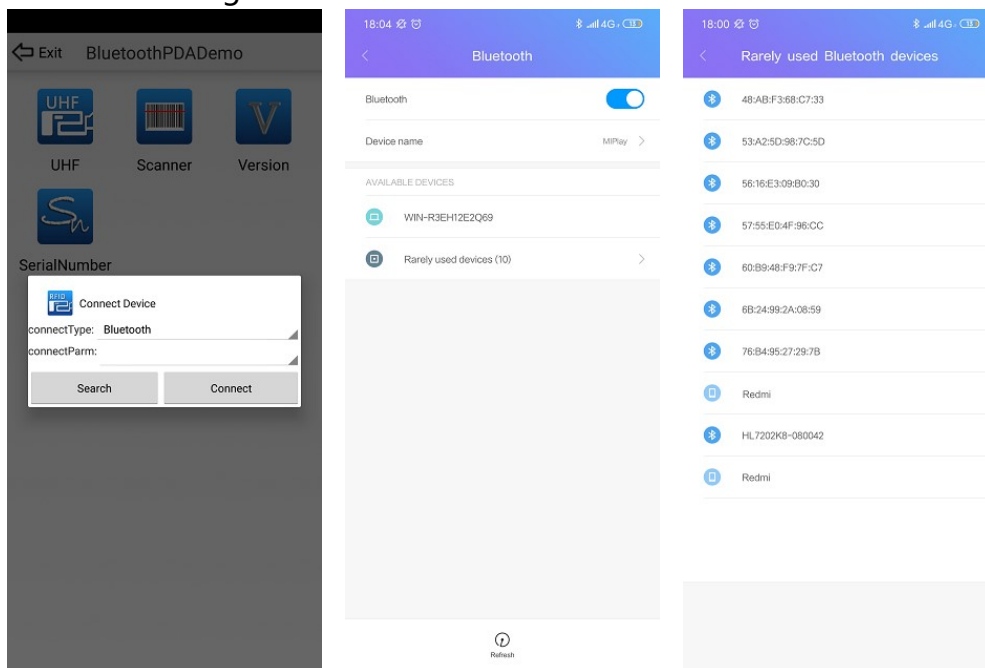 Exit BluetoothPDADemo
UHF
UHF Scanner Version
SerialNumber
RFID
Connect Device
connectType: Bluetooth
connectParm:
Search Connect
18:04 4G
Bluetooth
Bluetooth
Device name MIPlay
AVAILABLE DEVICES
WIN-R3EH12E2Q69
Rarely used devices (10)
Refresh
18:00 4G
Rarely used Bluetooth devices
48:AB:F3:68:C7:33
53:A2:5D:98:7C:5D
56:16:E3:09:B0:30
57:55:E0:4F:96:CC
60:B9:48:F9:7F:C7
6B:24:99:2A:08:59
76:B4:95:27:29:7B
Redmi
HL7202K8-080042
Redmi